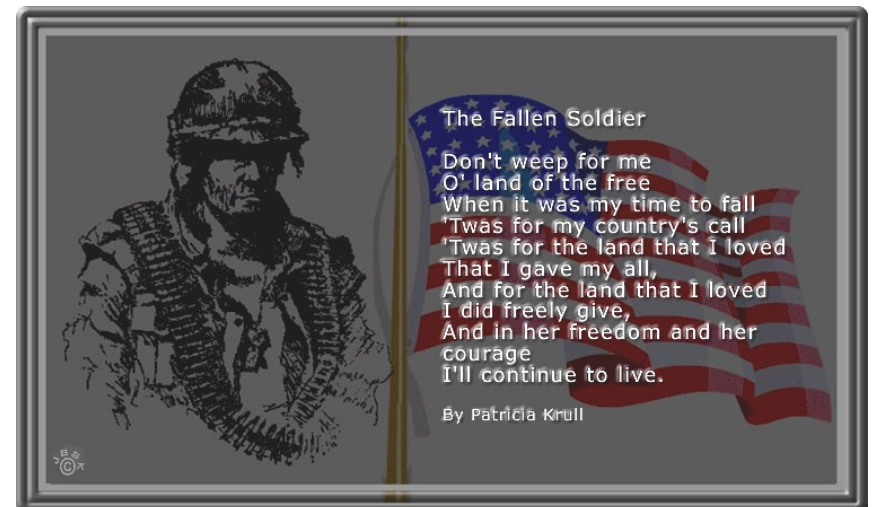 The Fallen Soldier
Don't weep for me
O' land of the free
When it was my time to fall
'Twas for my country's call
'Twas for the land that I loved
That I gave my all,
And for the land that I loved
I did freely give,
And in her freedom and her
courage
I'll continue to live.
By Patricia Krull